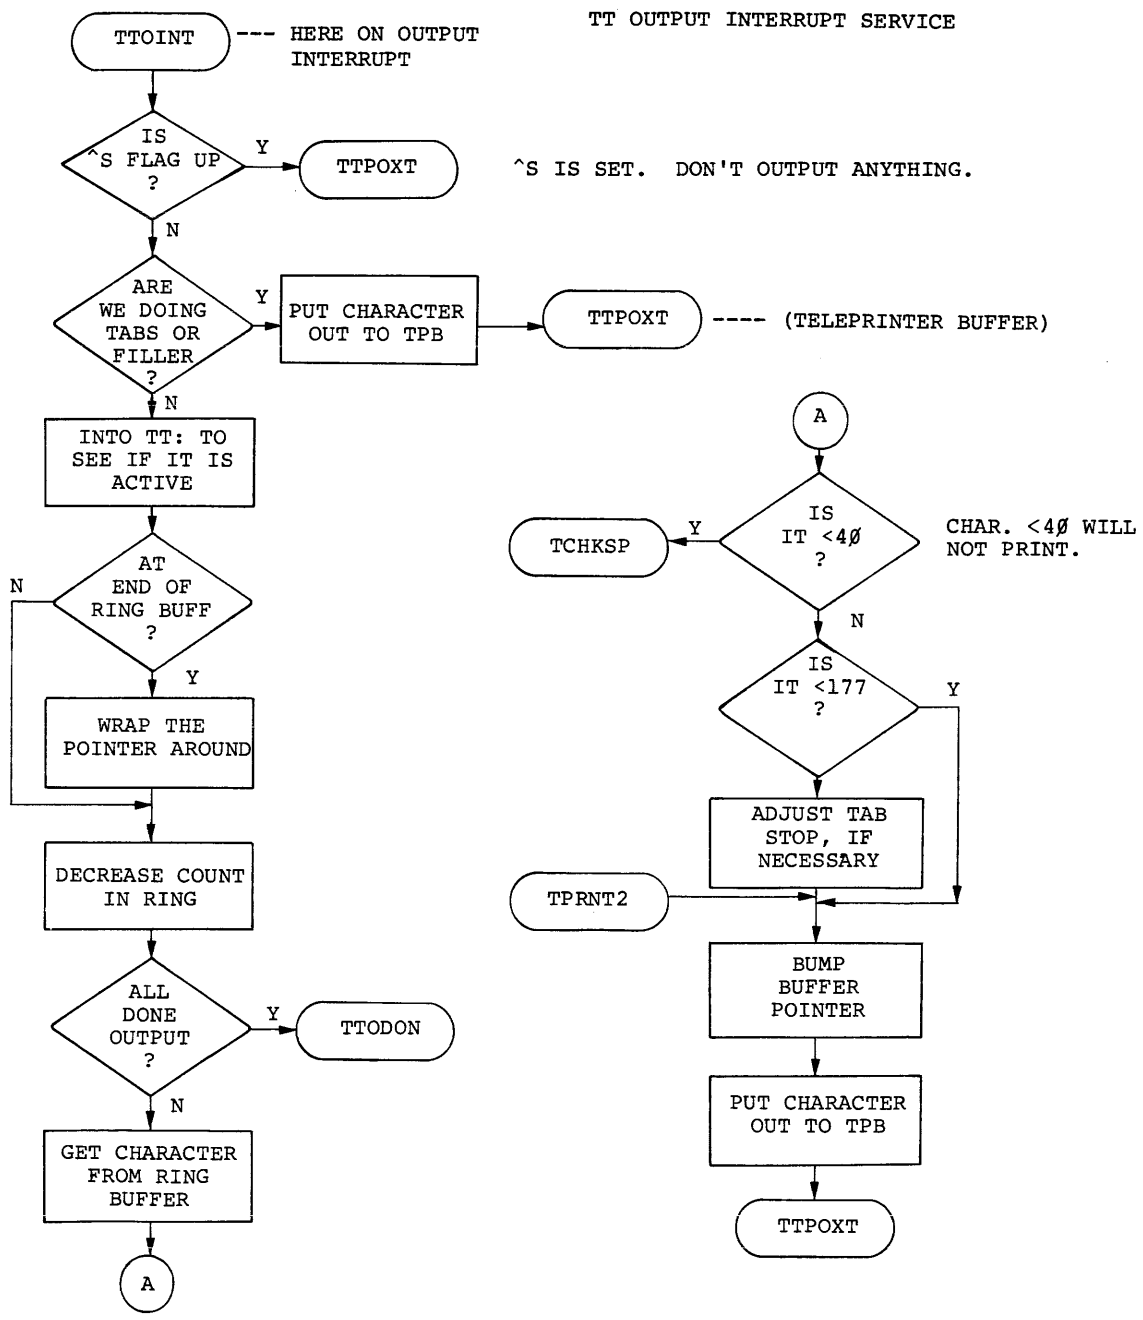 TT OUTPUT INTERRUPT SERVICE
TTOINT
--- HERE ON OUTPUT
INTERRUPT
IS
^S FLAG UP
?
Y
TTPOXT
^S IS SET. DON'T OUTPUT ANYTHING.
N
ARE
WE DOING
TABS OR
FILLER
?
Y
PUT CHARACTER
OUT TO TPB
TTPOXT
---- (TELEPRINTER BUFFER)
N
INTO TT: TO
SEE IF IT IS
ACTIVE
AT
END OF
RING BUFF
?
N
Y
WRAP THE
POINTER AROUND
DECREASE COUNT
IN RING
ALL
DONE
OUTPUT
?
Y
TTODON
N
GET CHARACTER
FROM RING
BUFFER
A
A
IS
IT <4Ø
?
Y
TCHKSP
CHAR. <4Ø WILL
NOT PRINT.
N
IS
IT <177
?
Y
ADJUST TAB
STOP, IF
NECESSARY
TPRNT2
BUMP
BUFFER
POINTER
PUT CHARACTER
OUT TO TPB
TTPOXT